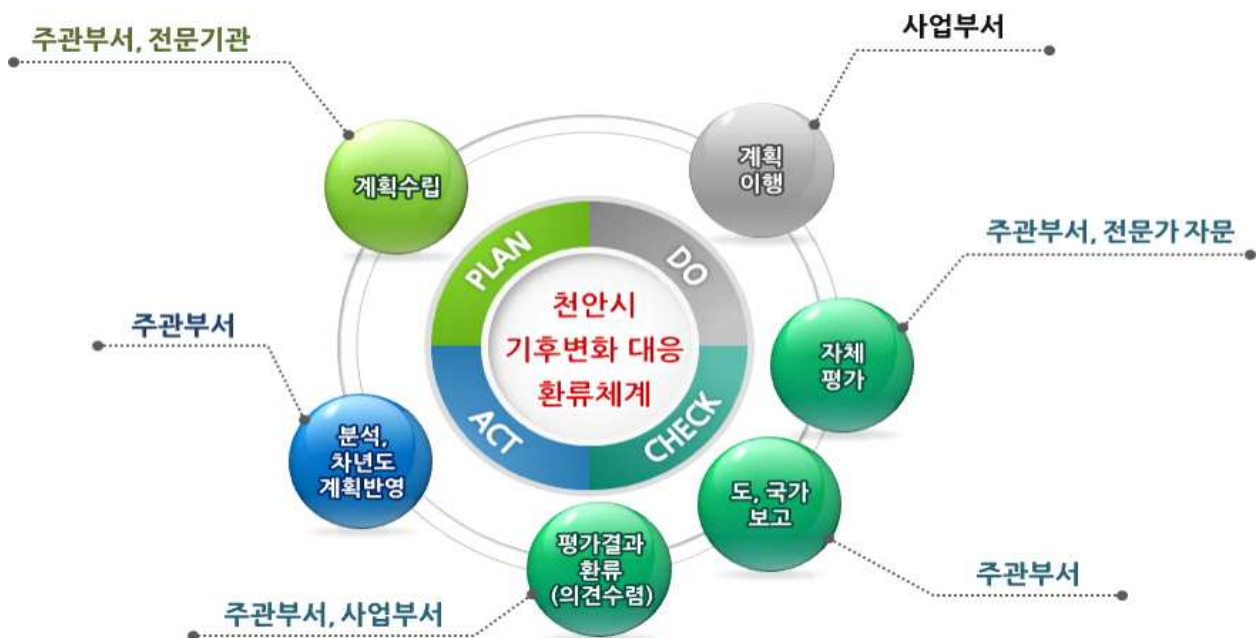 주관부서, 전문기관
사업부서
계획수립
계획
이행
PLAN
DO
주관부서, 전문가 자문
천안시
기후변화 대응
환류체계
주관부서
자체
평가
ACT
CHECK
분석,
차년도
계획반영
도, 국가
보고
평가결과
환류
(의견수렴)
주관부서
주관부서, 사업부서